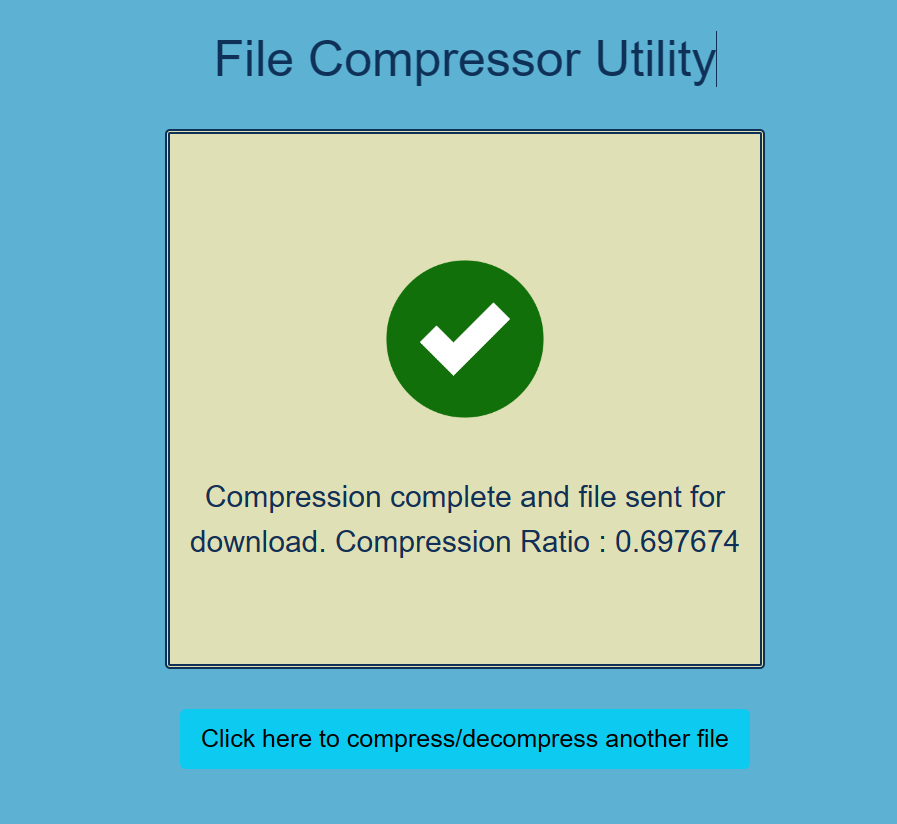 File Compressor Utility
Compression complete and file sent for
download. Compression Ratio : 0.697674
Click here to compress/decompress another file